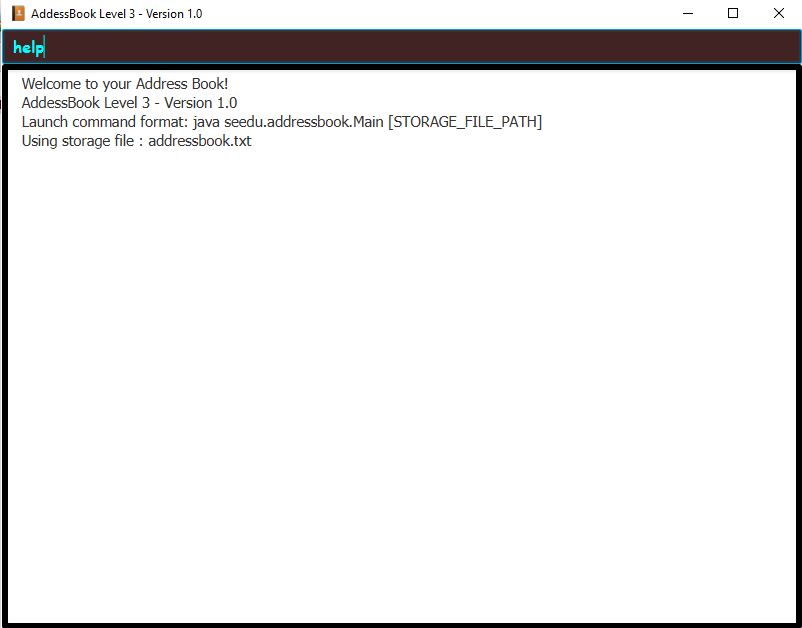 AddessBook Level 3 - Version 1.0
help
Welcome to your Address Book!
AddessBook Level 3 - Version 1.0
Launch command format: java seedu.addressbook.Main [STORAGE_FILE_PATH]
Using storage file : addressbook.txt